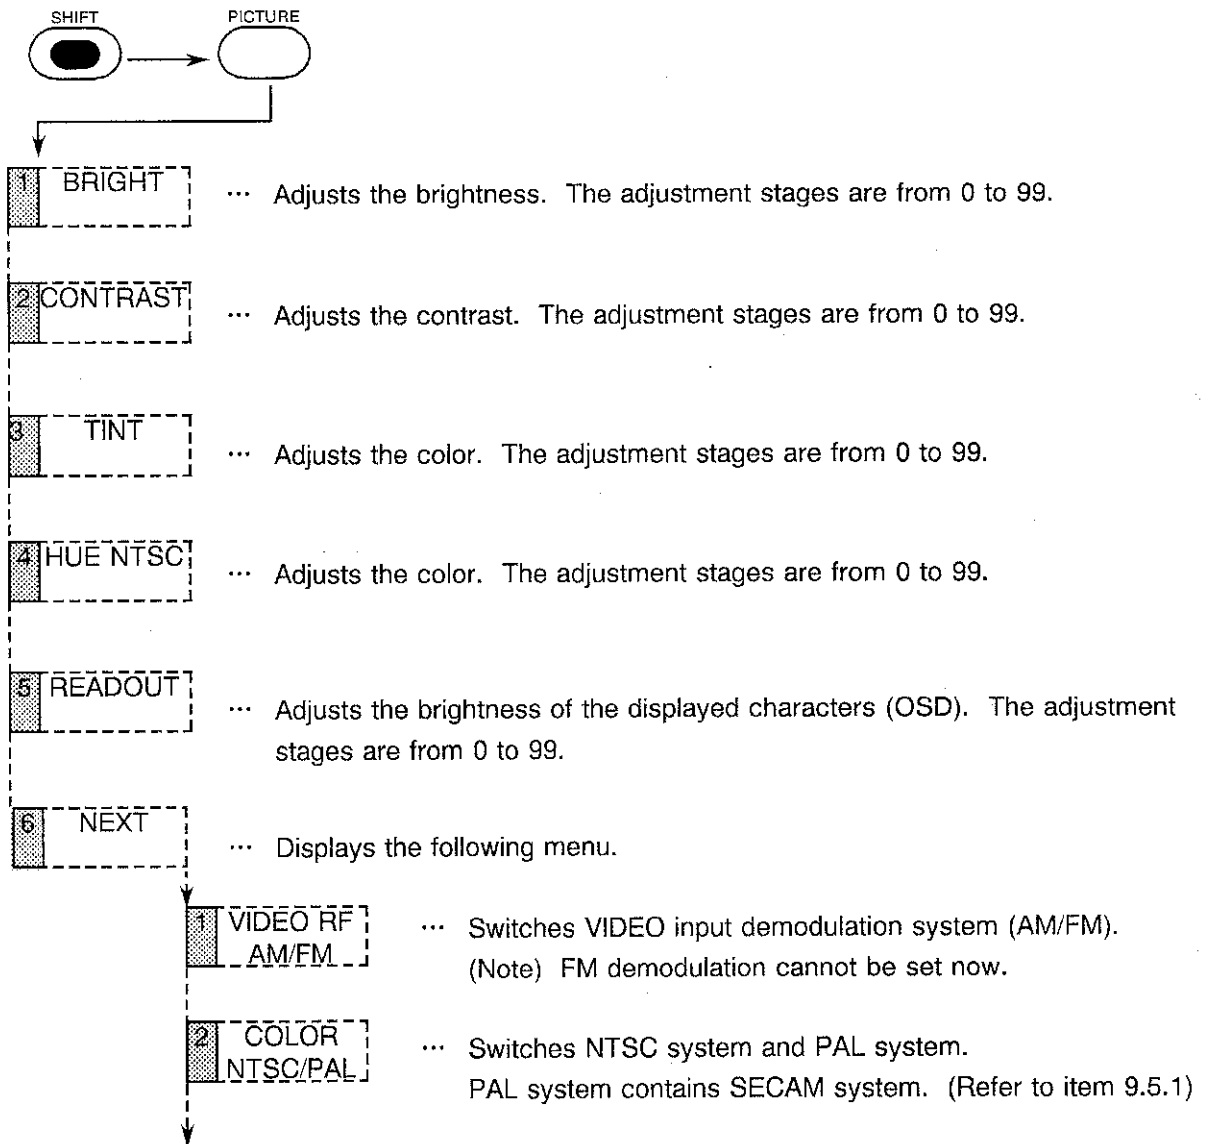 SHIFT PICTURE
1 BRIGHT ... Adjusts the brightness. The adjustment stages are from 0 to 99.
2 CONTRAST ... Adjusts the contrast. The adjustment stages are from 0 to 99.
3 TINT ... Adjusts the color. The adjustment stages are from 0 to 99.
4 HUE NTSC ... Adjusts the color. The adjustment stages are from 0 to 99.
5 READOUT ... Adjusts the brightness of the displayed characters (OSD). The adjustment
stages are from 0 to 99.
6 NEXT ... Displays the following menu.
1 VIDEO RF ... Switches VIDEO input demodulation system (AM/FM).
AM/FM (Note) FM demodulation cannot be set now.
2 COLOR ... Switches NTSC system and PAL system.
NTSC/PAL PAL system contains SECAM system. (Refer to item 9.5.1)